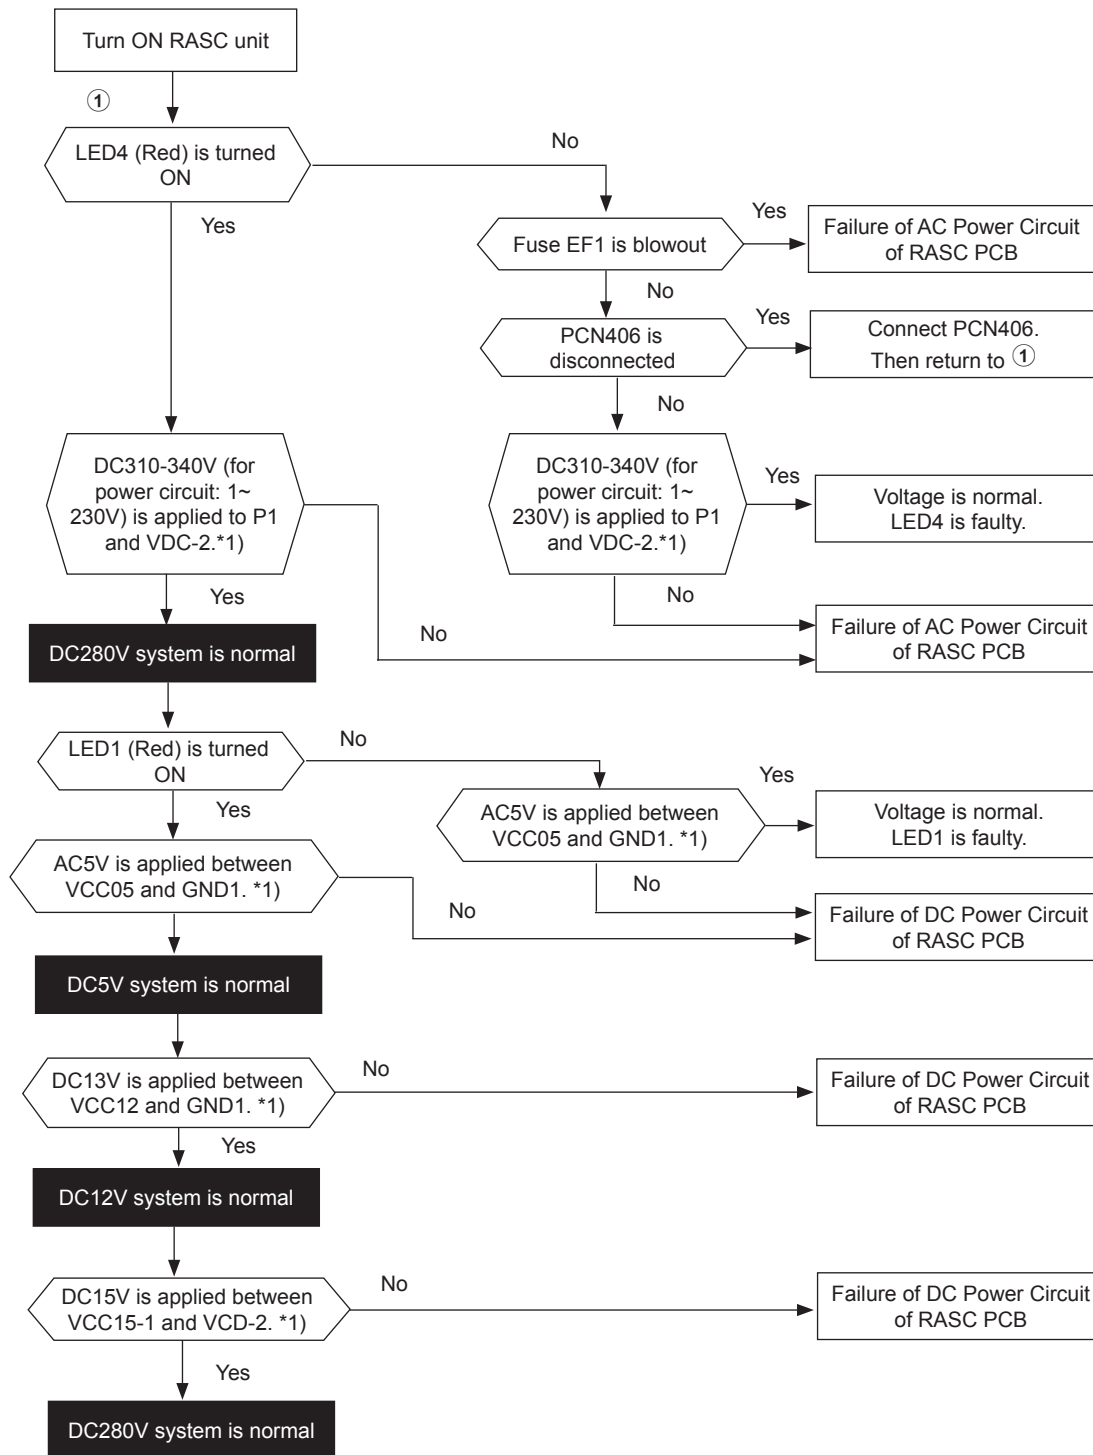 Turn ON RASC unit
①
LED4 (Red) is turned
ON
No
Yes
Fuse EF1 is blowout
Yes
Failure of AC Power Circuit
of RASC PCB
No
PCN406 is
disconnected
Yes
Connect PCN406.
Then return to ①
No
DC310-340V (for
power circuit: 1~
230V) is applied to P1
and VDC-2.*1)
DC310-340V (for
power circuit: 1~
230V) is applied to P1
and VDC-2.*1)
Yes
Voltage is normal.
LED4 is faulty.
Yes
No
No
Failure of AC Power Circuit
of RASC PCB
DC280V system is normal
LED1 (Red) is turned
ON
No
Yes
AC5V is applied between
VCC05 and GND1. *1)
Yes
Voltage is normal.
LED1 is faulty.
AC5V is applied between
VCC05 and GND1. *1)
No
No
Failure of DC Power Circuit
of RASC PCB
DC5V system is normal
DC13V is applied between
VCC12 and GND1. *1)
No
Failure of DC Power Circuit
of RASC PCB
Yes
DC12V system is normal
DC15V is applied between
VCC15-1 and VCD-2. *1)
No
Failure of DC Power Circuit
of RASC PCB
Yes
DC280V system is normal